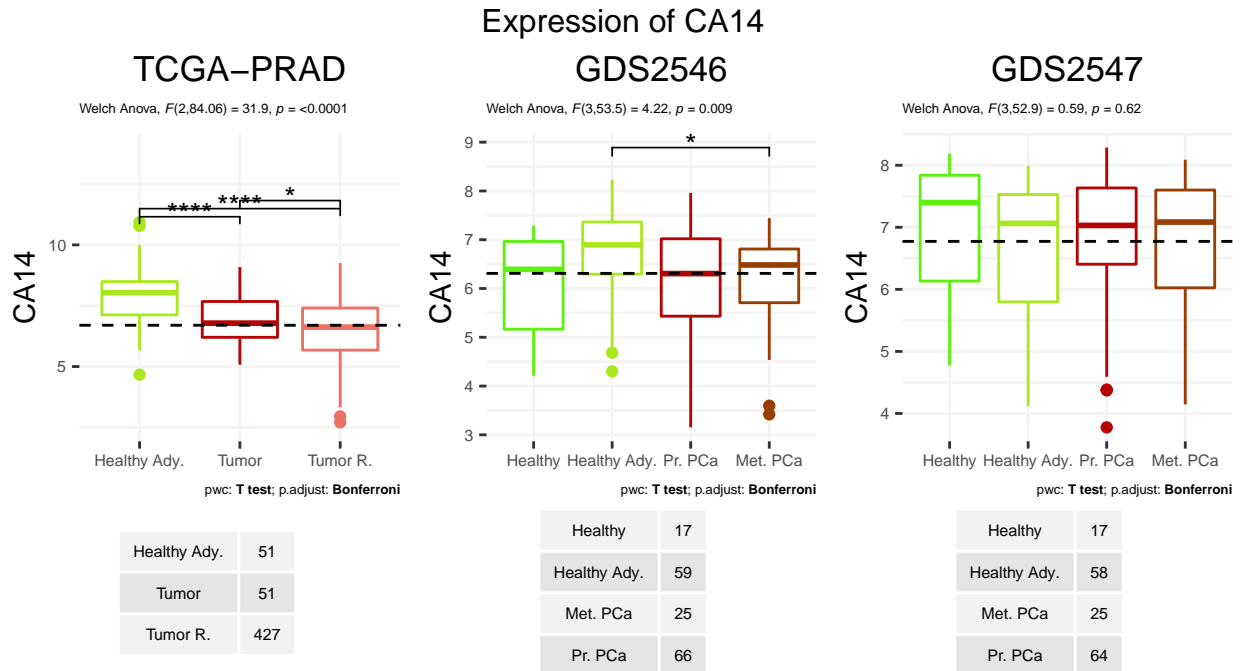 Expression of CA14
TCGA−PRAD
Welch Anova, F(2,84.06) = 31.9, p = <0.0001
CA14
10
5
****
****
*
Healthy Ady.
Tumor
Tumor R.
pwc: T test; p.adjust: Bonferroni
Healthy Ady. 51
Tumor 51
Tumor R. 427
GDS2546
Welch Anova, F(3,53.5) = 4.22, p = 0.009
CA14
9
8
7
6
5
4
3
*
Healthy
Healthy Ady.
Pr. PCa
Met. PCa
pwc: T test; p.adjust: Bonferroni
Healthy 17
Healthy Ady. 59
Met. PCa 25
Pr. PCa 66
GDS2547
Welch Anova, F(3,52.9) = 0.59, p = 0.62
CA14
8
7
6
5
4
Healthy
Healthy Ady.
Pr. PCa
Met. PCa
pwc: T test; p.adjust: Bonferroni
Healthy 17
Healthy Ady. 58
Met. PCa 25
Pr. PCa 64